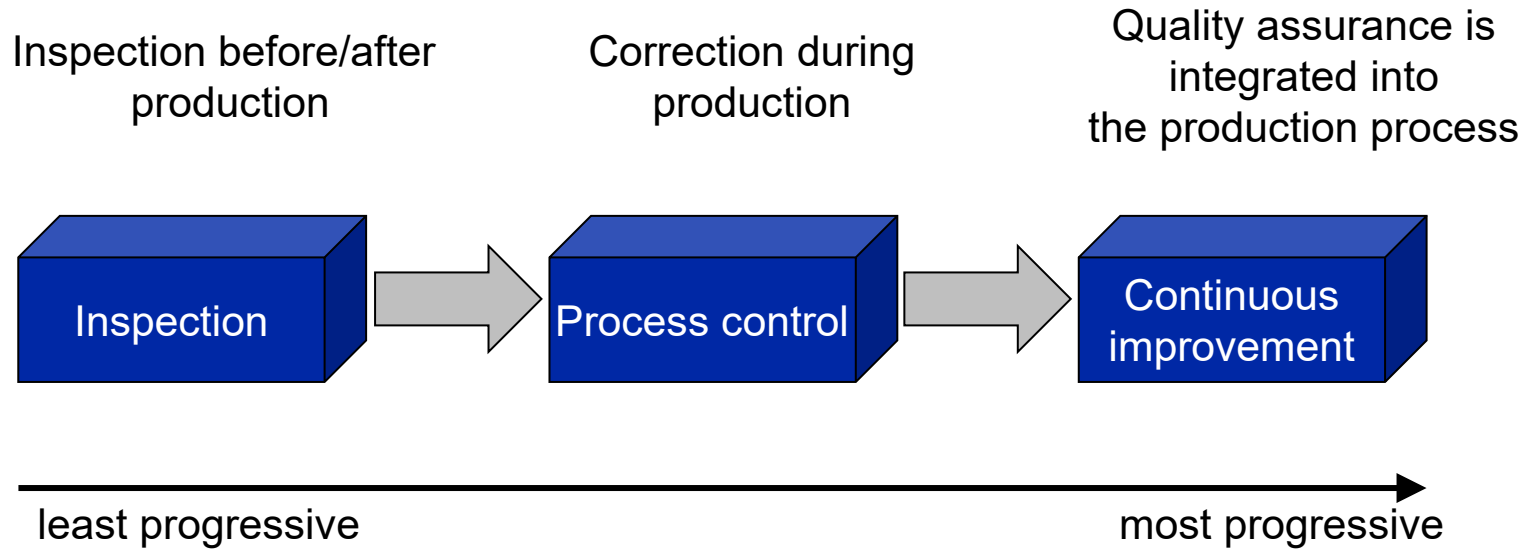 Inspection before/after
production
Correction during
production
Quality assurance is
integrated into
the production process
Inspection
Process control
Continuous
improvement
least progressive
most progressive